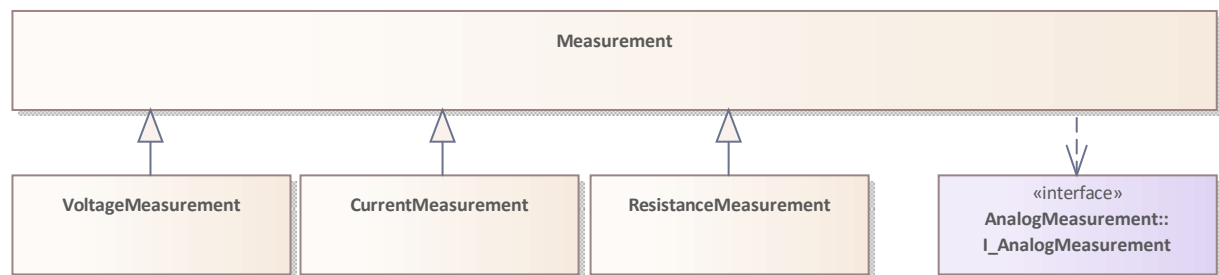 Measurement
VoltageMeasurement
CurrentMeasurement
ResistanceMeasurement
«interface»
AnalogMeasurement::
I_AnalogMeasurement